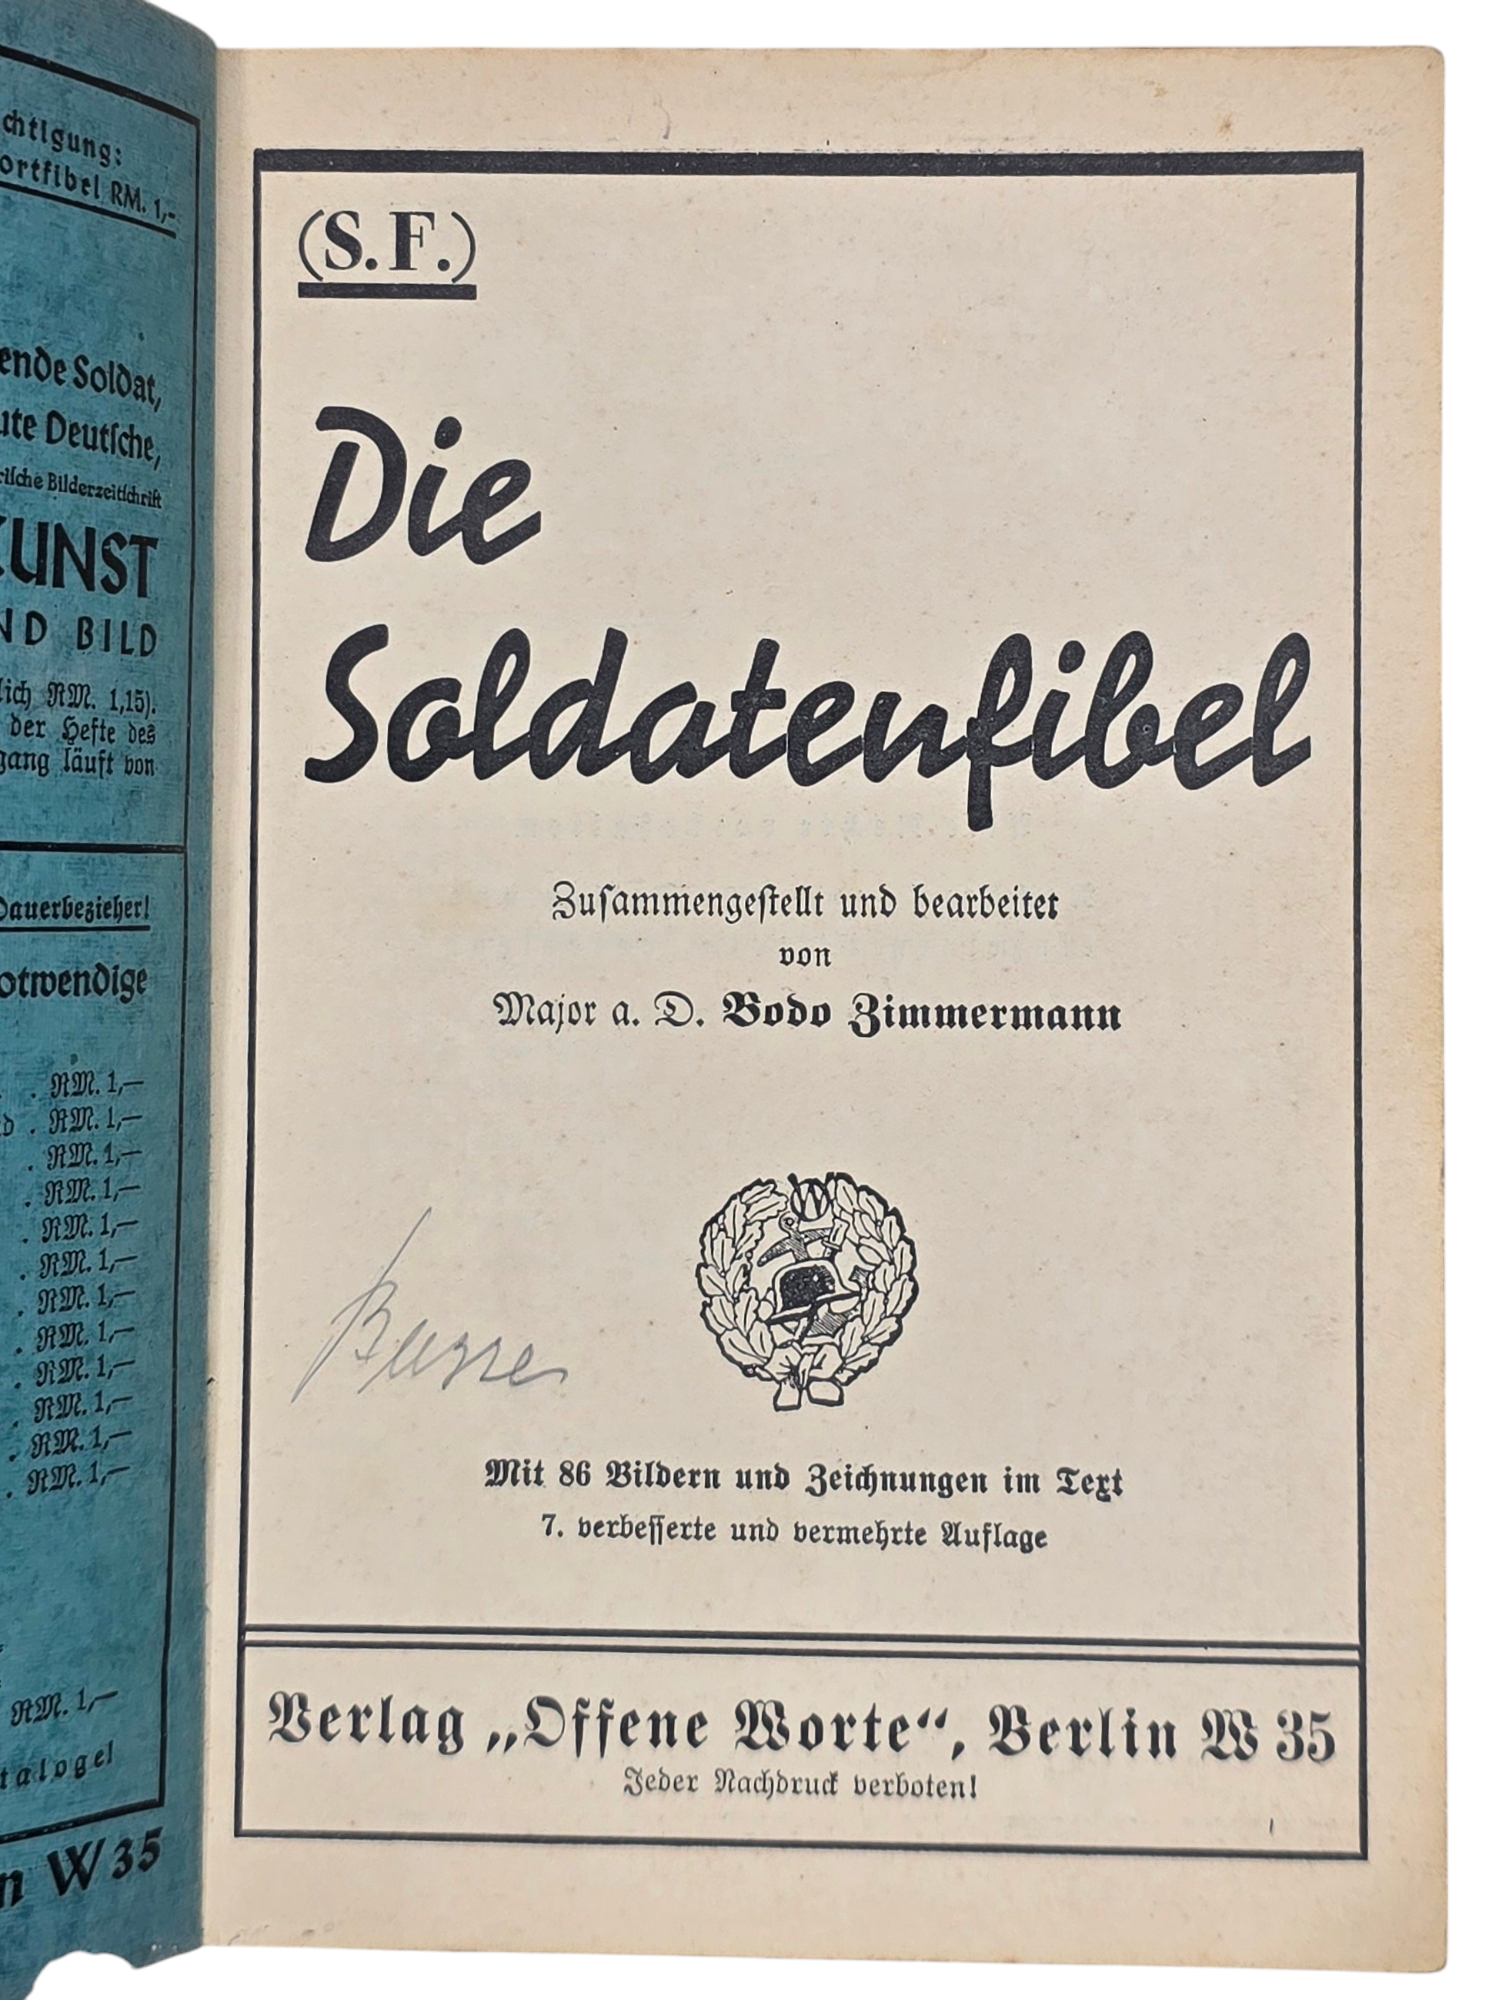 chtigung:
ortfibel RM. 1,-
ende Soldat,
ute Deutsche,
rische Bilderzeitschrift
KUNST
ND BILD
lich RM. 1,15).
der Hefte des
gang läuft von
Dauerbezieher!
otwendige
. RM. 1,—
d . RM. 1,—
. RM. 1,—
. RM. 1,—
. RM. 1,—
. RM. 1,—
. RM. 1,—
. RM. 1,—
. RM. 1,—
. RM. 1,—
. RM. 1,—
. RM. 1,—
RM. 1,—
taloge!
n W 35
(S. F.)
Die
Soldatenfibel
Zusammengestellt und bearbeitet
von
Major a. D. Bodo Zimmermann
W
Mit 86 Bildern und Zeichnungen im Text
7. verbesserte und vermehrte Auflage
Verlag „Offene Worte“, Berlin W 35
Jeder Nachdruck verboten!